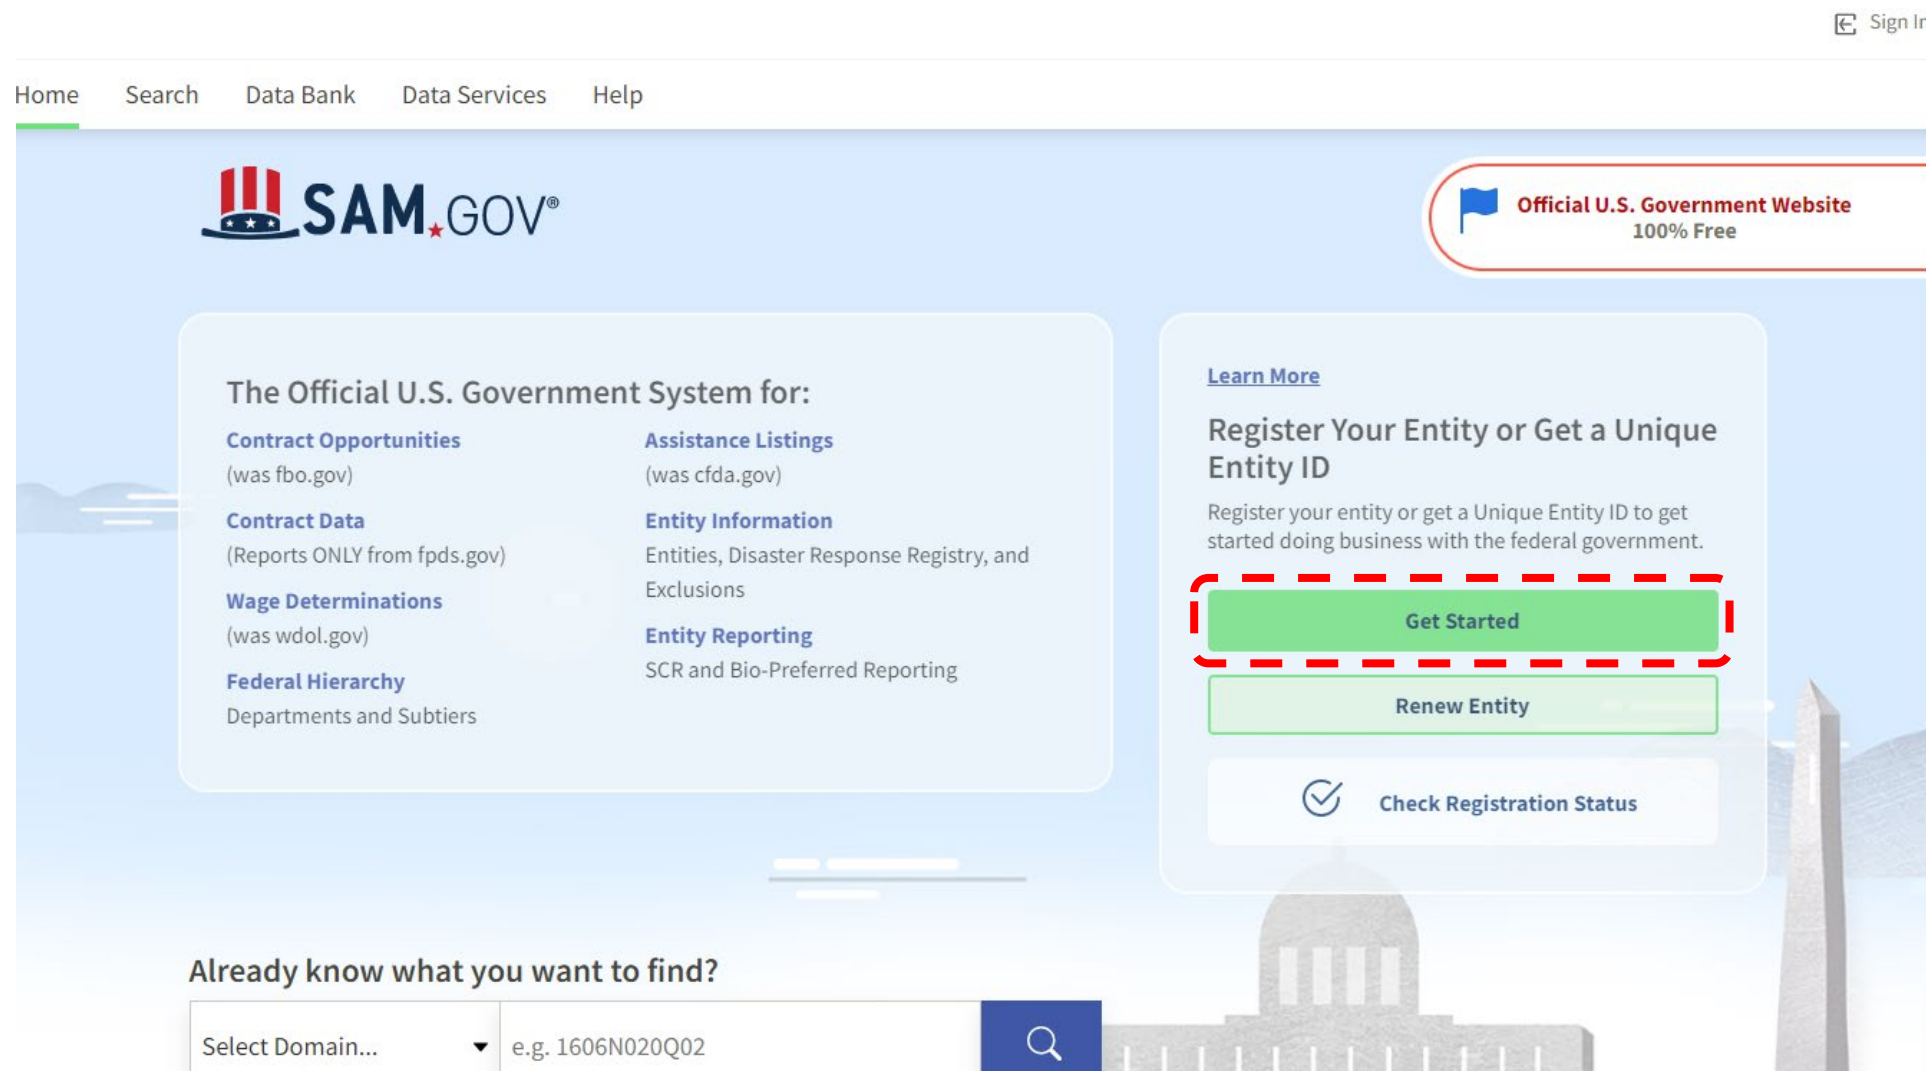 Sign In
Home Search Data Bank Data Services Help
SAM.GOV®
Official U.S. Government Website
100% Free
The Official U.S. Government System for:
Contract Opportunities
(was fbo.gov)
Contract Data
(Reports ONLY from fpds.gov)
Wage Determinations
(was wdol.gov)
Federal Hierarchy
Departments and Subtiers
Assistance Listings
(was cfda.gov)
Entity Information
Entities, Disaster Response Registry, and
Exclusions
Entity Reporting
SCR and Bio-Preferred Reporting
Learn More
Register Your Entity or Get a Unique
Entity ID
Register your entity or get a Unique Entity ID to get
started doing business with the federal government.
Get Started
Renew Entity
Check Registration Status
Already know what you want to find?
Select Domain...
e.g. 1606N020Q02